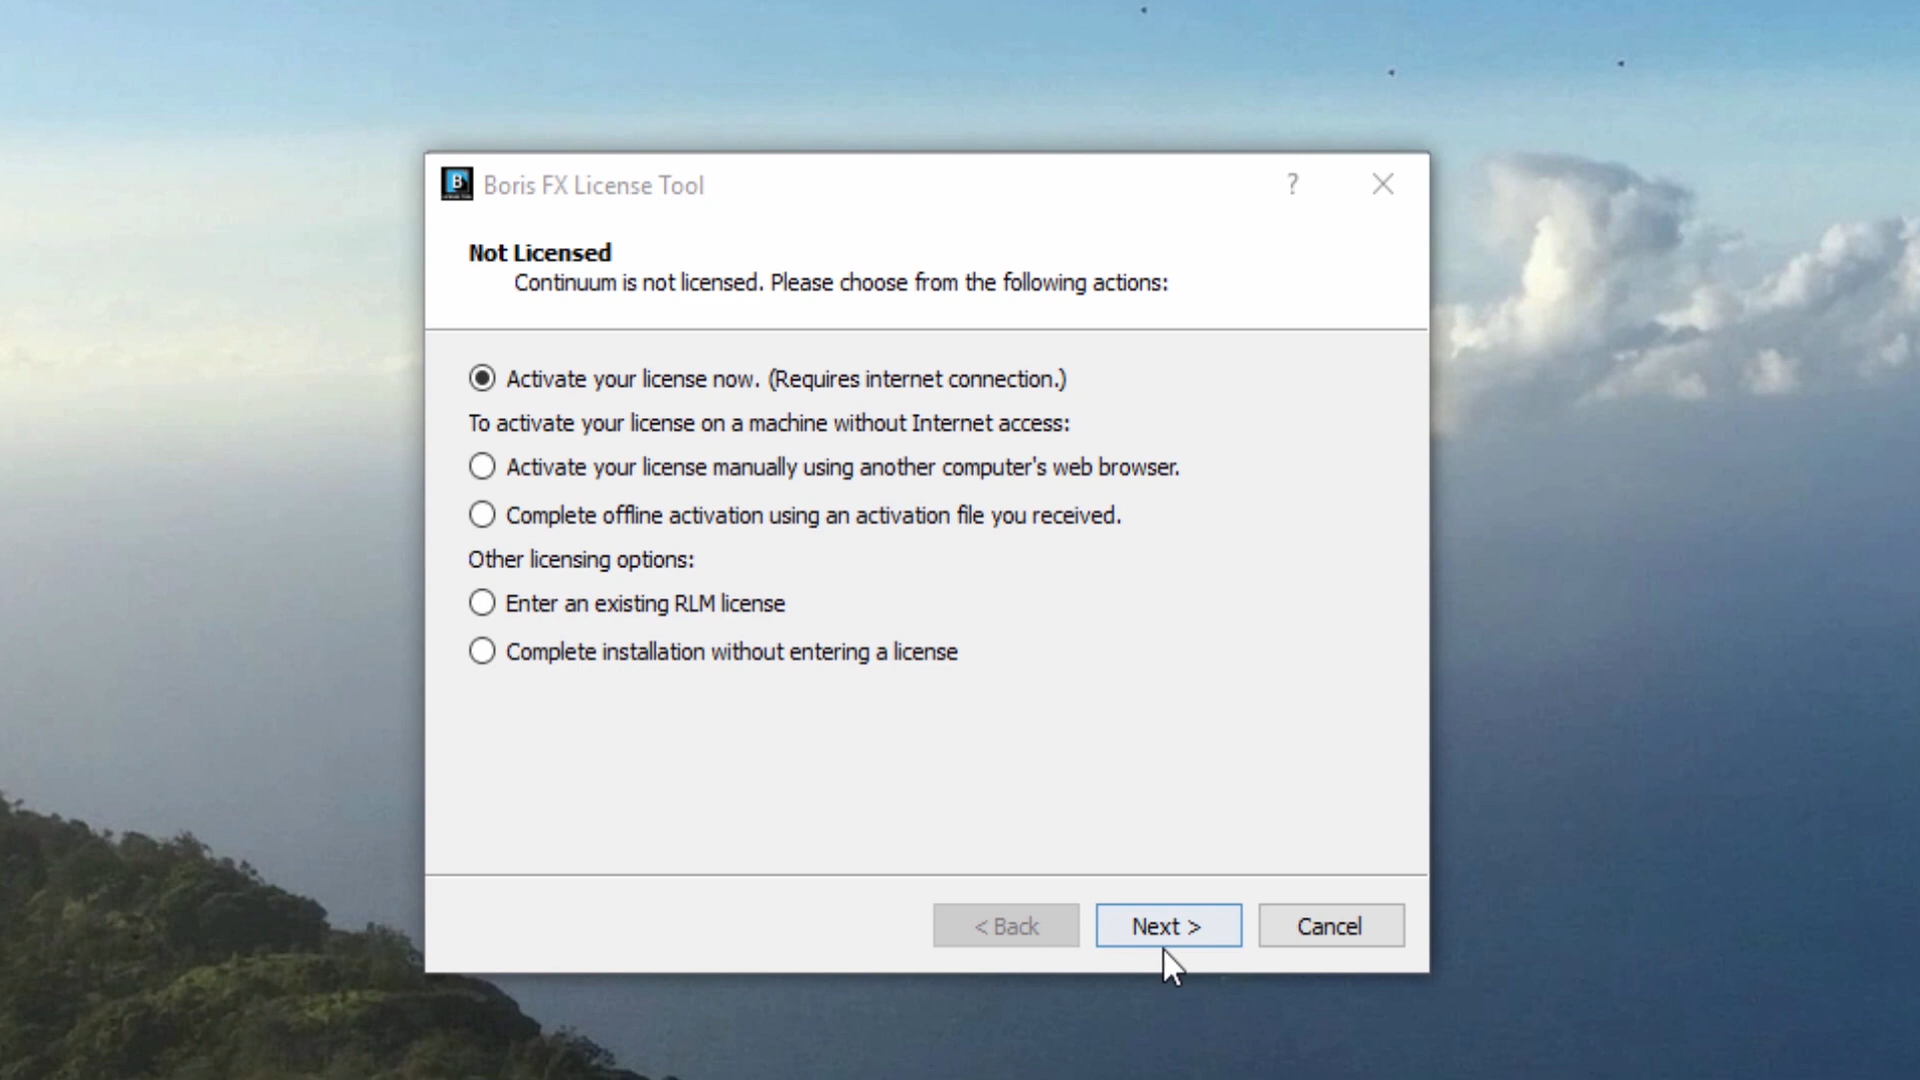 Boris FX License Tool
?
Not Licensed
Continuum is not licensed. Please choose from the following actions:
Activate your license now. (Requires internet connection.)
To activate your license on a machine without Internet access:
Activate your license manually using another computer's web browser.
Complete offline activation using an activation file you received.
Other licensing options:
Enter an existing RLM license
Complete installation without entering a license
< Back
Next >
Cancel